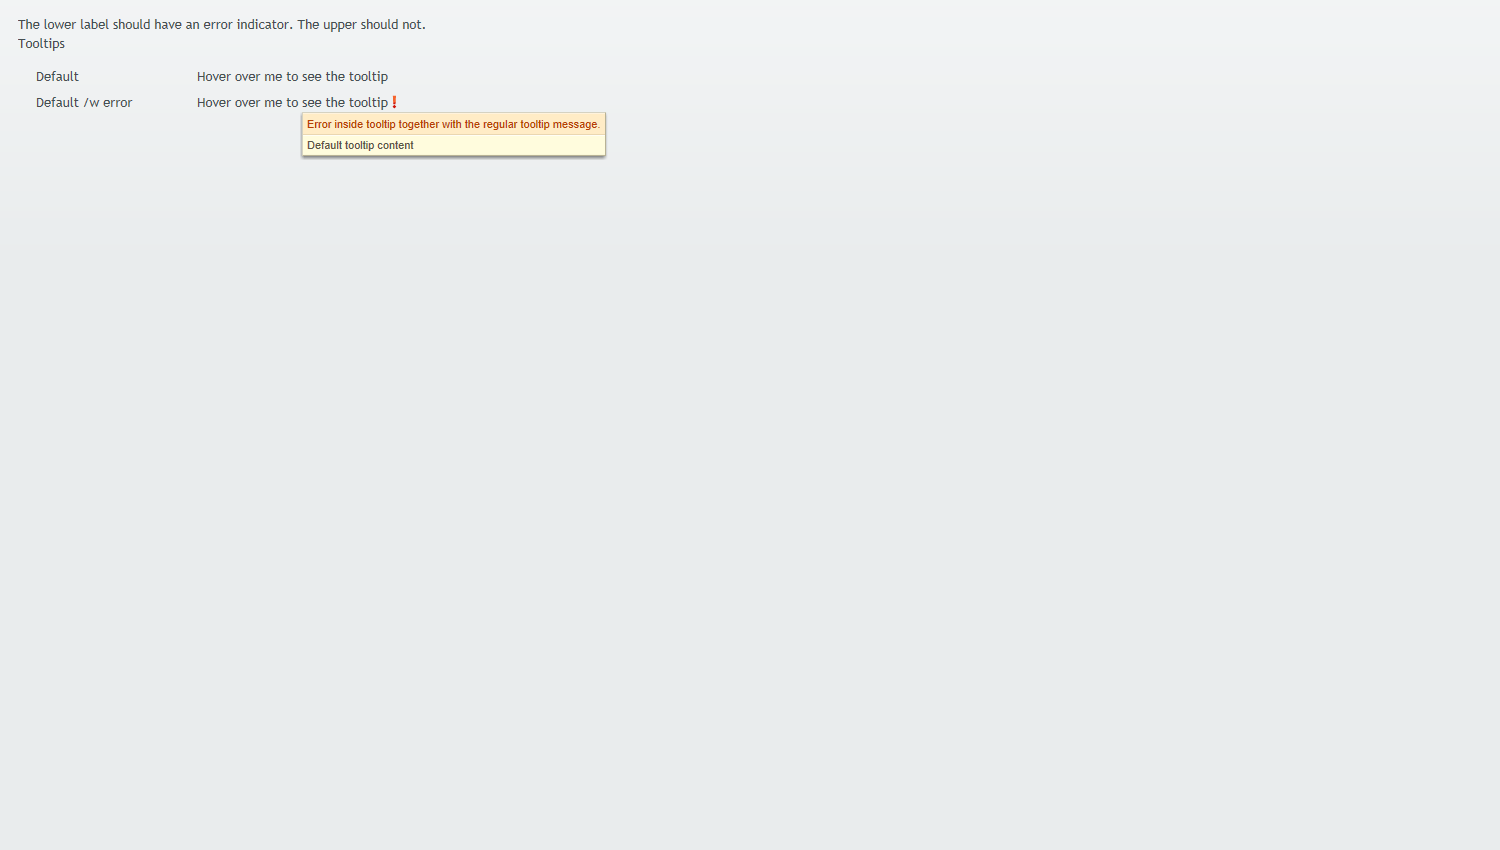 The lower label should have an error indicator. The upper should not.
Tooltips
Default Hover over me to see the tooltip
Default /w error Hover over me to see the tooltip !
Error inside tooltip together with the regular tooltip message.
Default tooltip content